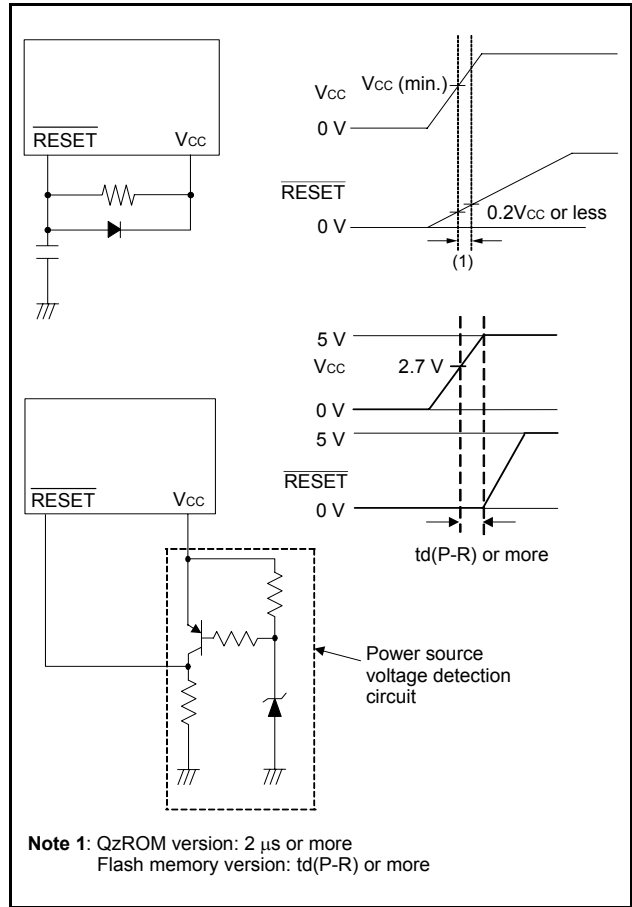 RESET
VCC
VCC
VCC (min.)
0 V
RESET
0 V
0.2VCC or less
(1)
5 V
VCC
2.7 V
0 V
5 V
RESET
0 V
td(P-R) or more
RESET
VCC
Power source
voltage detection
circuit
Note 1: QzROM version: 2 μs or more
Flash memory version: td(P-R) or more